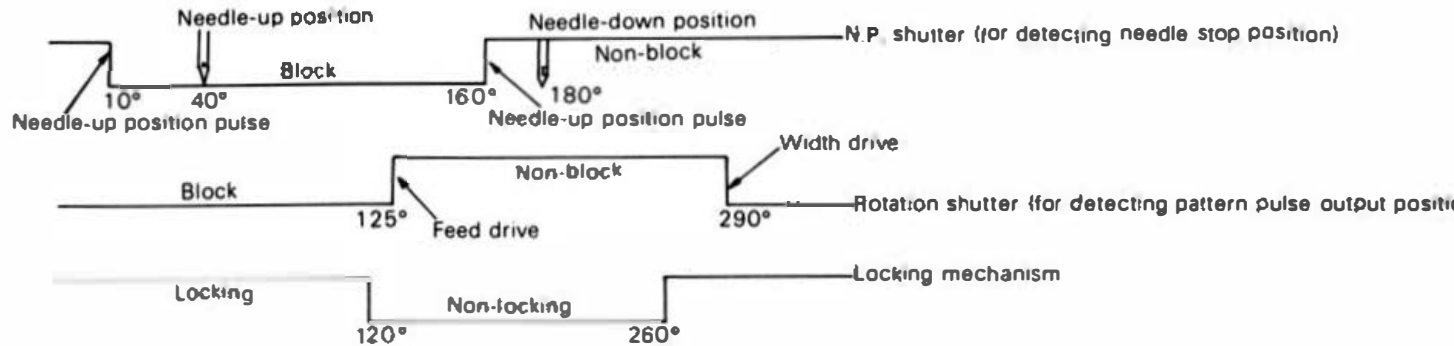 Needle-up position
Needle-down position
N.P. shutter (for detecting needle stop position)
Block
Non-block
10°
40°
160°
180°
Needle-up position pulse
Needle-up position pulse
Width drive
Block
Non-block
125°
Feed drive
290°
Rotation shutter (for detecting pattern pulse output positi
Locking
Non-locking
Locking mechanism
120°
260°